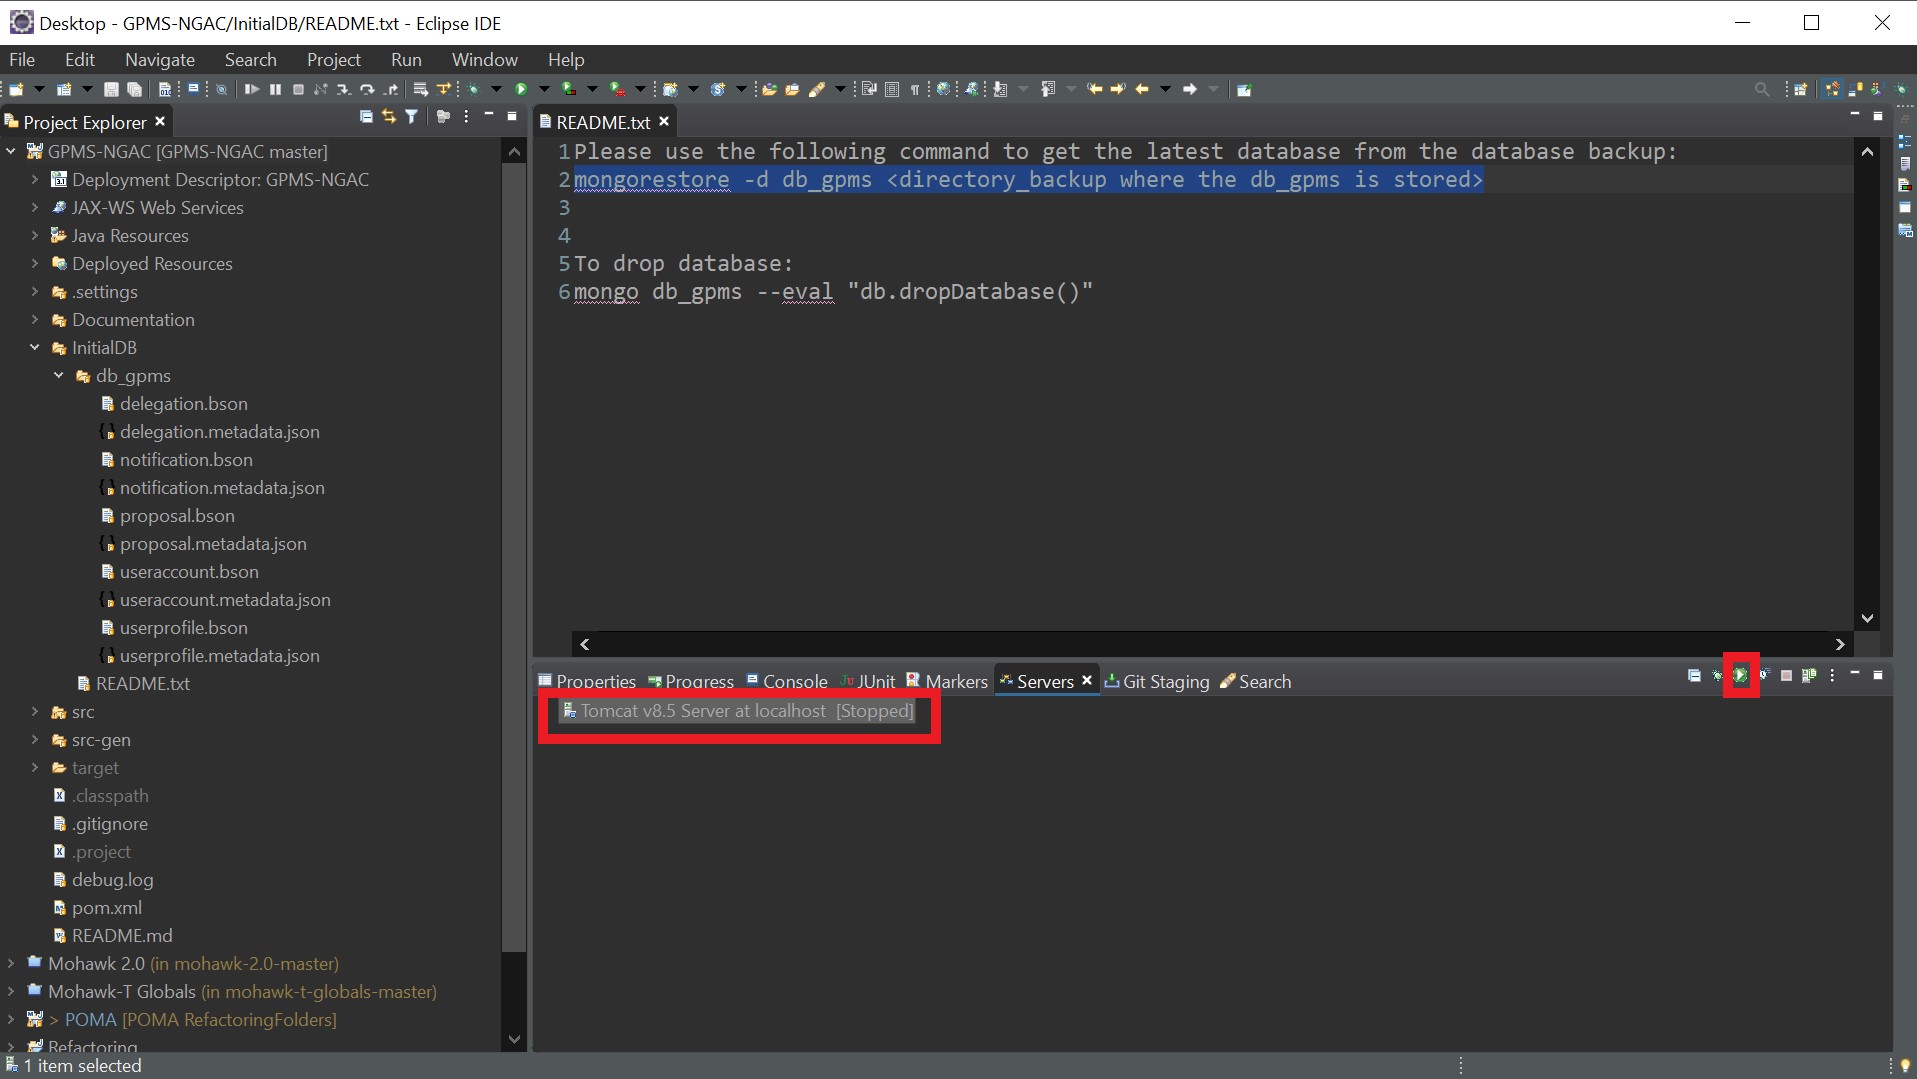 Desktop - GPMS-NGAC/InitialDB/README.txt - Eclipse IDE
File Edit Navigate Search Project Run Window Help
Project Explorer
GPMS-NGAC [GPMS-NGAC master]
Deployment Descriptor: GPMS-NGAC
JAX-WS Web Services
Java Resources
Deployed Resources
.settings
Documentation
InitialDB
db_gpms
delegation.bson
delegation.metadata.json
notification.bson
notification.metadata.json
proposal.bson
proposal.metadata.json
useraccount.bson
useraccount.metadata.json
userprofile.bson
userprofile.metadata.json
README.txt
src
src-gen
target
.classpath
.gitignore
.project
debug.log
pom.xml
README.md
Mohawk 2.0 (in mohawk-2.0-master)
Mohawk-T Globals (in mohawk-t-globals-master)
> POMA [POMA RefactoringFolders]
Refactoring
README.txt
1 Please use the following command to get the latest database from the database backup:
2 mongorestore -d db_gpms <directory_backup where the db_gpms is stored>
3
4
5 To drop database:
6 mongo db_gpms --eval "db.dropDatabase()"
Properties Progress Console JUnit Markers Servers Git Staging Search
Tomcat v8.5 Server at localhost [Stopped]
1 item selected